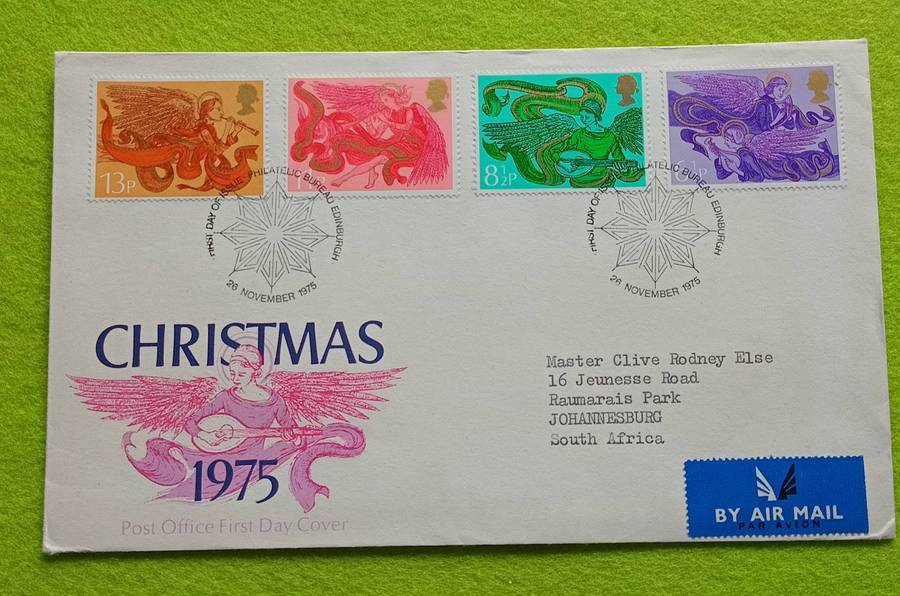 13P
8½P
FIRST DAY OF ISSUE PHILATELIC BUREAU EDINBURGH
26 NOVEMBER 1975
FIRST DAY OF ISSUE PHILATELIC BUREAU EDINBURGH
26 NOVEMBER 1975
CHRISTMAS
1975
Post Office First Day Cover
Master Clive Rodney Else
16 Jeunesse Road
Raumarais Park
JOHANNESBURG
South Africa
BY AIR MAIL
PAR AVION